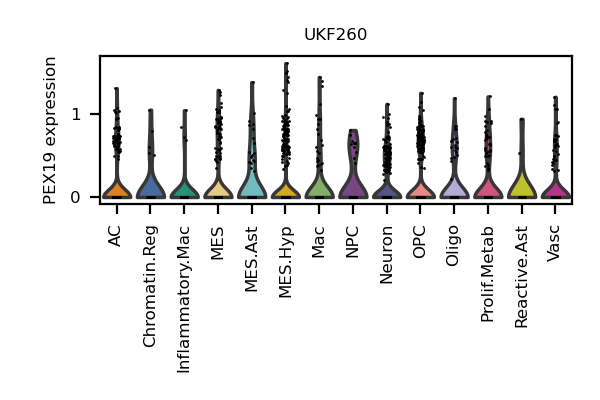 UKF260
PEX19 expression
1
0
AC
Chromatin.Reg
Inflammatory.Mac
MES
MES.Ast
MES.Hyp
Mac
NPC
Neuron
OPC
Oligo
Prolif.Metab
Reactive.Ast
Vasc